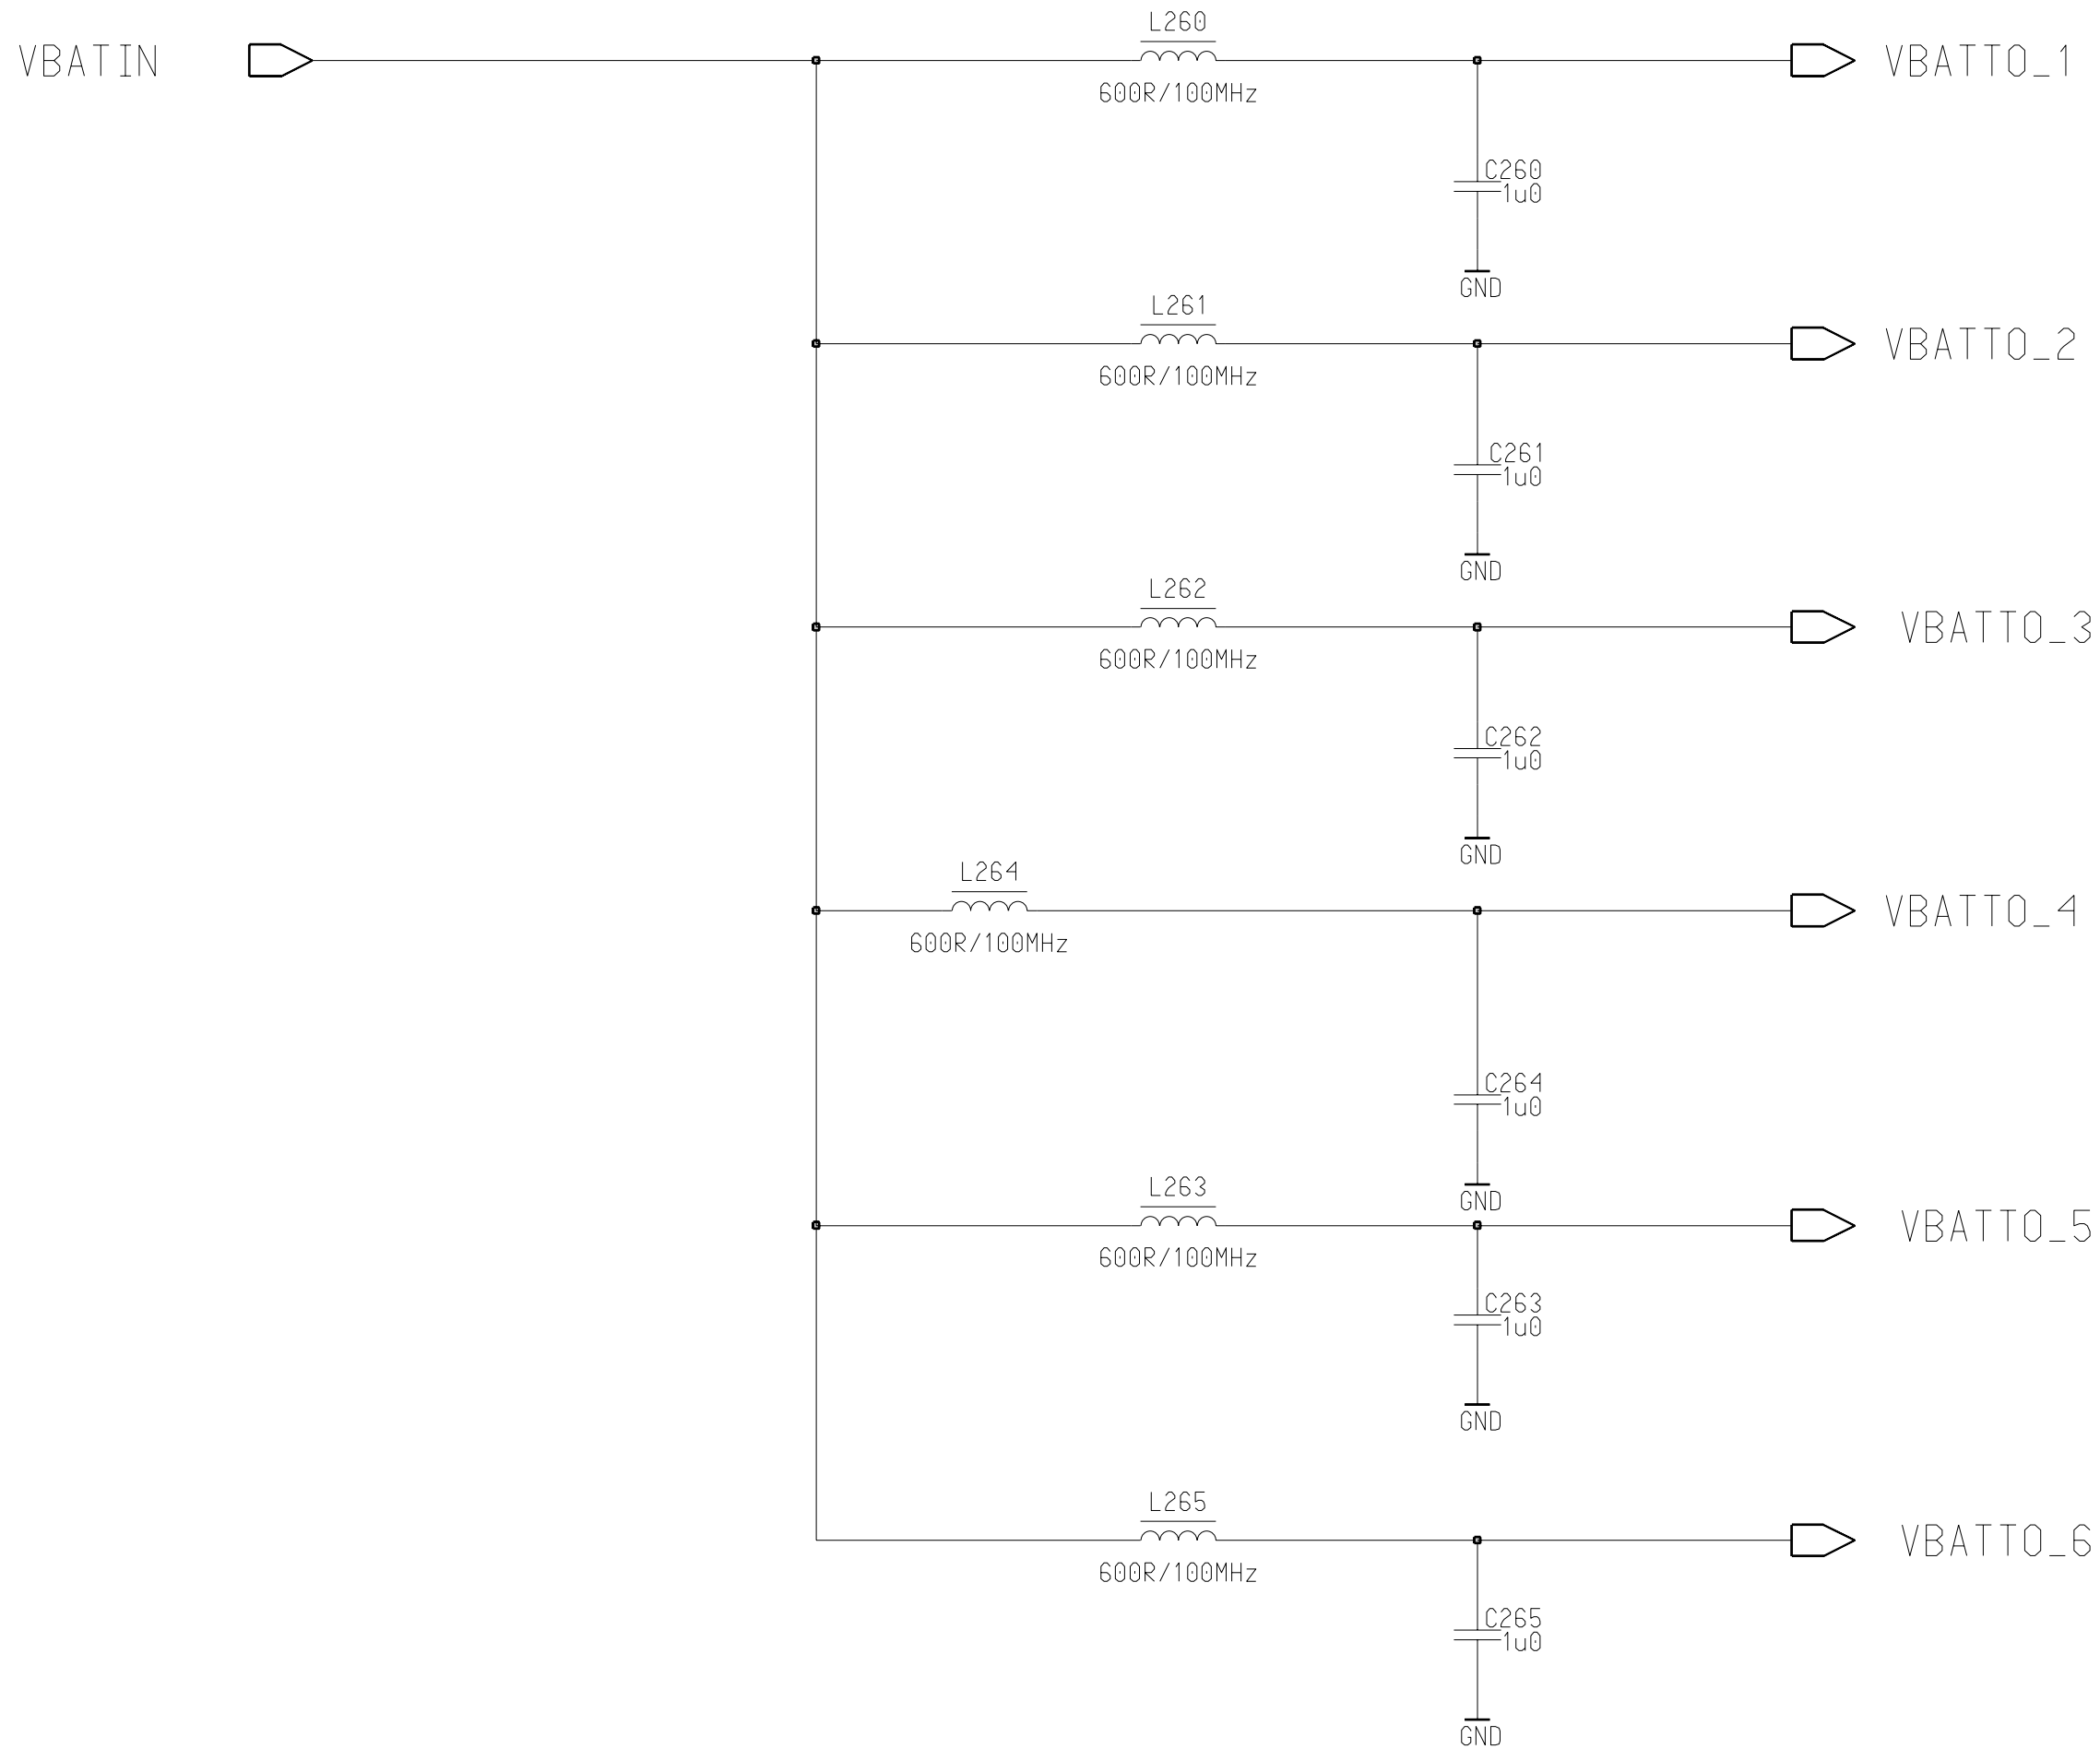 L260
VBATIN
VBATTO_1
600R/100MHz
C260
1u0
GND
L261
VBATTO_2
600R/100MHz
C261
1u0
GND
L262
VBATTO_3
600R/100MHz
C262
1u0
GND
L264
VBATTO_4
600R/100MHz
C264
1u0
GND
L263
VBATTO_5
600R/100MHz
C263
1u0
GND
L265
VBATTO_6
600R/100MHz
C265
1u0
GND